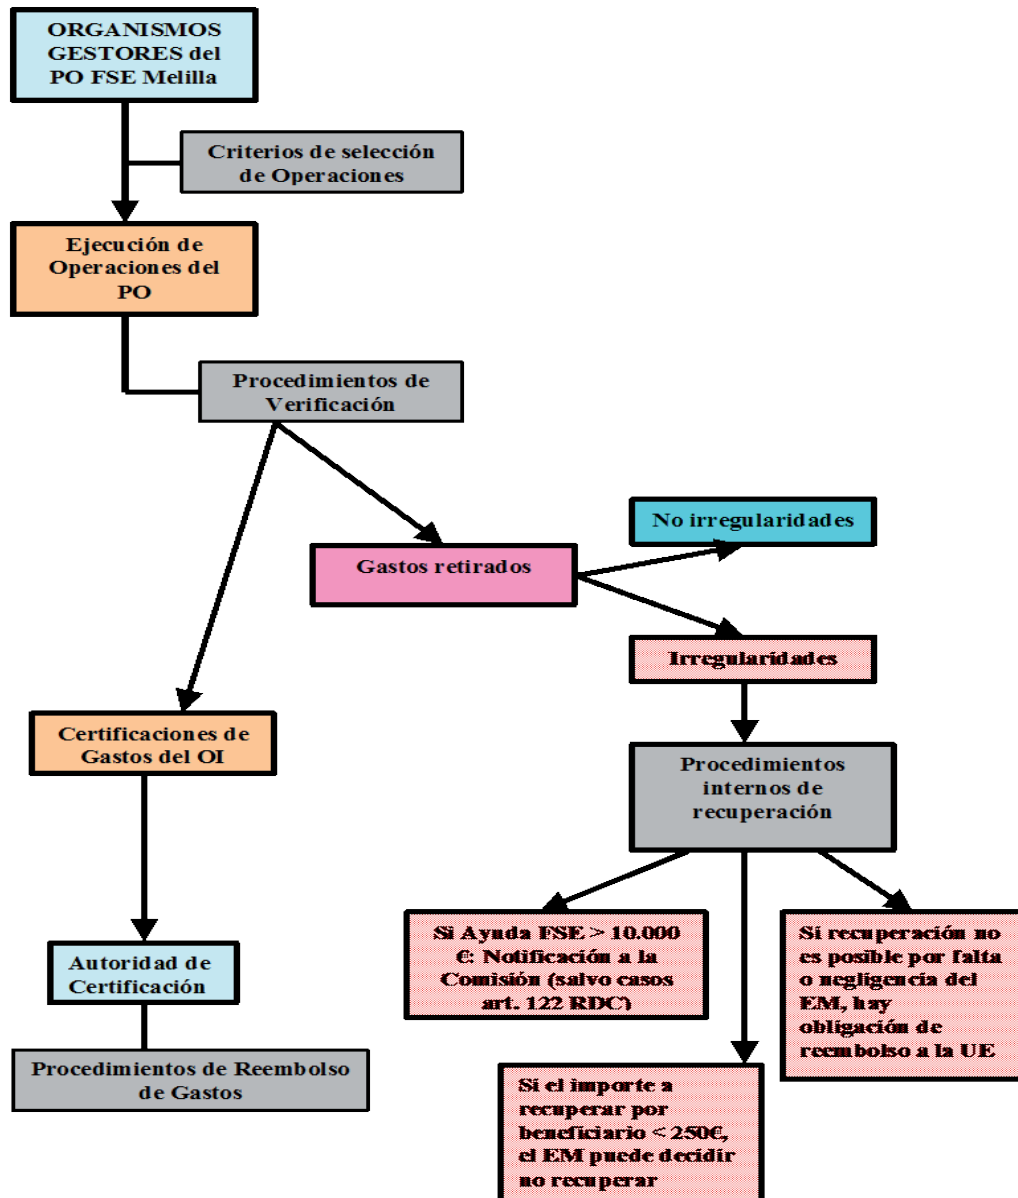 ORGANISMOS
GESTORES del
PO FSE Melilla
Criterios de selección
de Operaciones
Ejecución de
Operaciones del
PO
Procedimientos de
Verificación
No irregularidades
Gastos retirados
Irregularidades
Certificaciones de
Gastos del OI
Procedimientos
internos de
recuperación
Si Ayuda FSE > 10.000
€: Notificación a la
Comisión (salvo casos
art. 122 RDC)
Si recuperación no
es posible por falta
o negligencia del
EM, hay
obligación de
reembolso a la UE
Autoridad de
Certificación
Procedimientos de Reembolso
de Gastos
Si el importe a
recuperar por
beneficiario < 250€,
el EM puede decidir
no recuperar